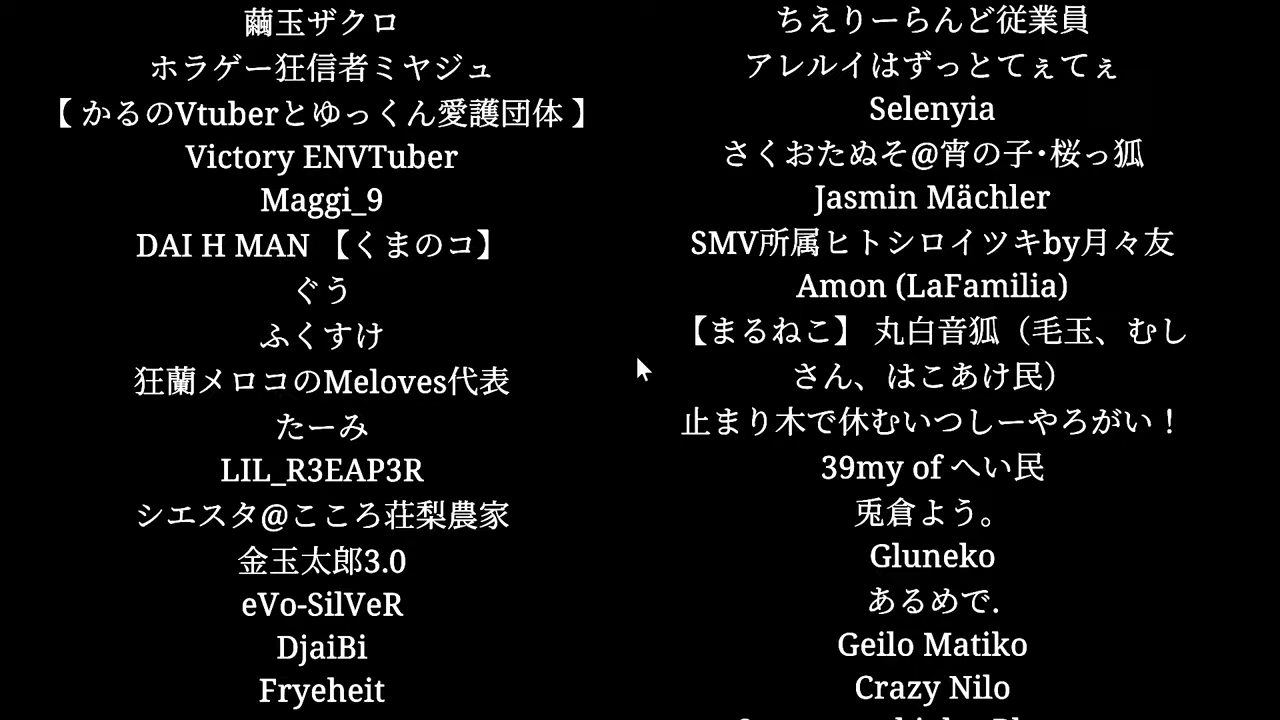 繭玉ザクロ
ホラゲー狂信者ミヤジュ
【 かるのVtuberとゆっくん愛護団体 】
Victory ENVTuber
Maggi_9
DAI H MAN 【くまのコ】
ぐう
ふくすけ
狂蘭メロコのMeloves代表
たーみ
LIL_R3EAP3R
シエスタ@こころ荘梨農家
金玉太郎3.0
eVo-SilVeR
DjaiBi
Fryeheit
ちえりーらんど従業員
アレルイはずっとてぇてぇ
Selenyia
さくおたぬそ@宵の子･桜っ狐
Jasmin Mächler
SMV所属ヒトシロイツキby月々友
Amon (LaFamilia)
【まるねこ】 丸白音狐（毛玉、むし
さん、はこあけ民）
止まり木で休むいつしーやろがい！
39my of へい民
兎倉よう。
Gluneko
あるめで.
Geilo Matiko
Crazy Nilo